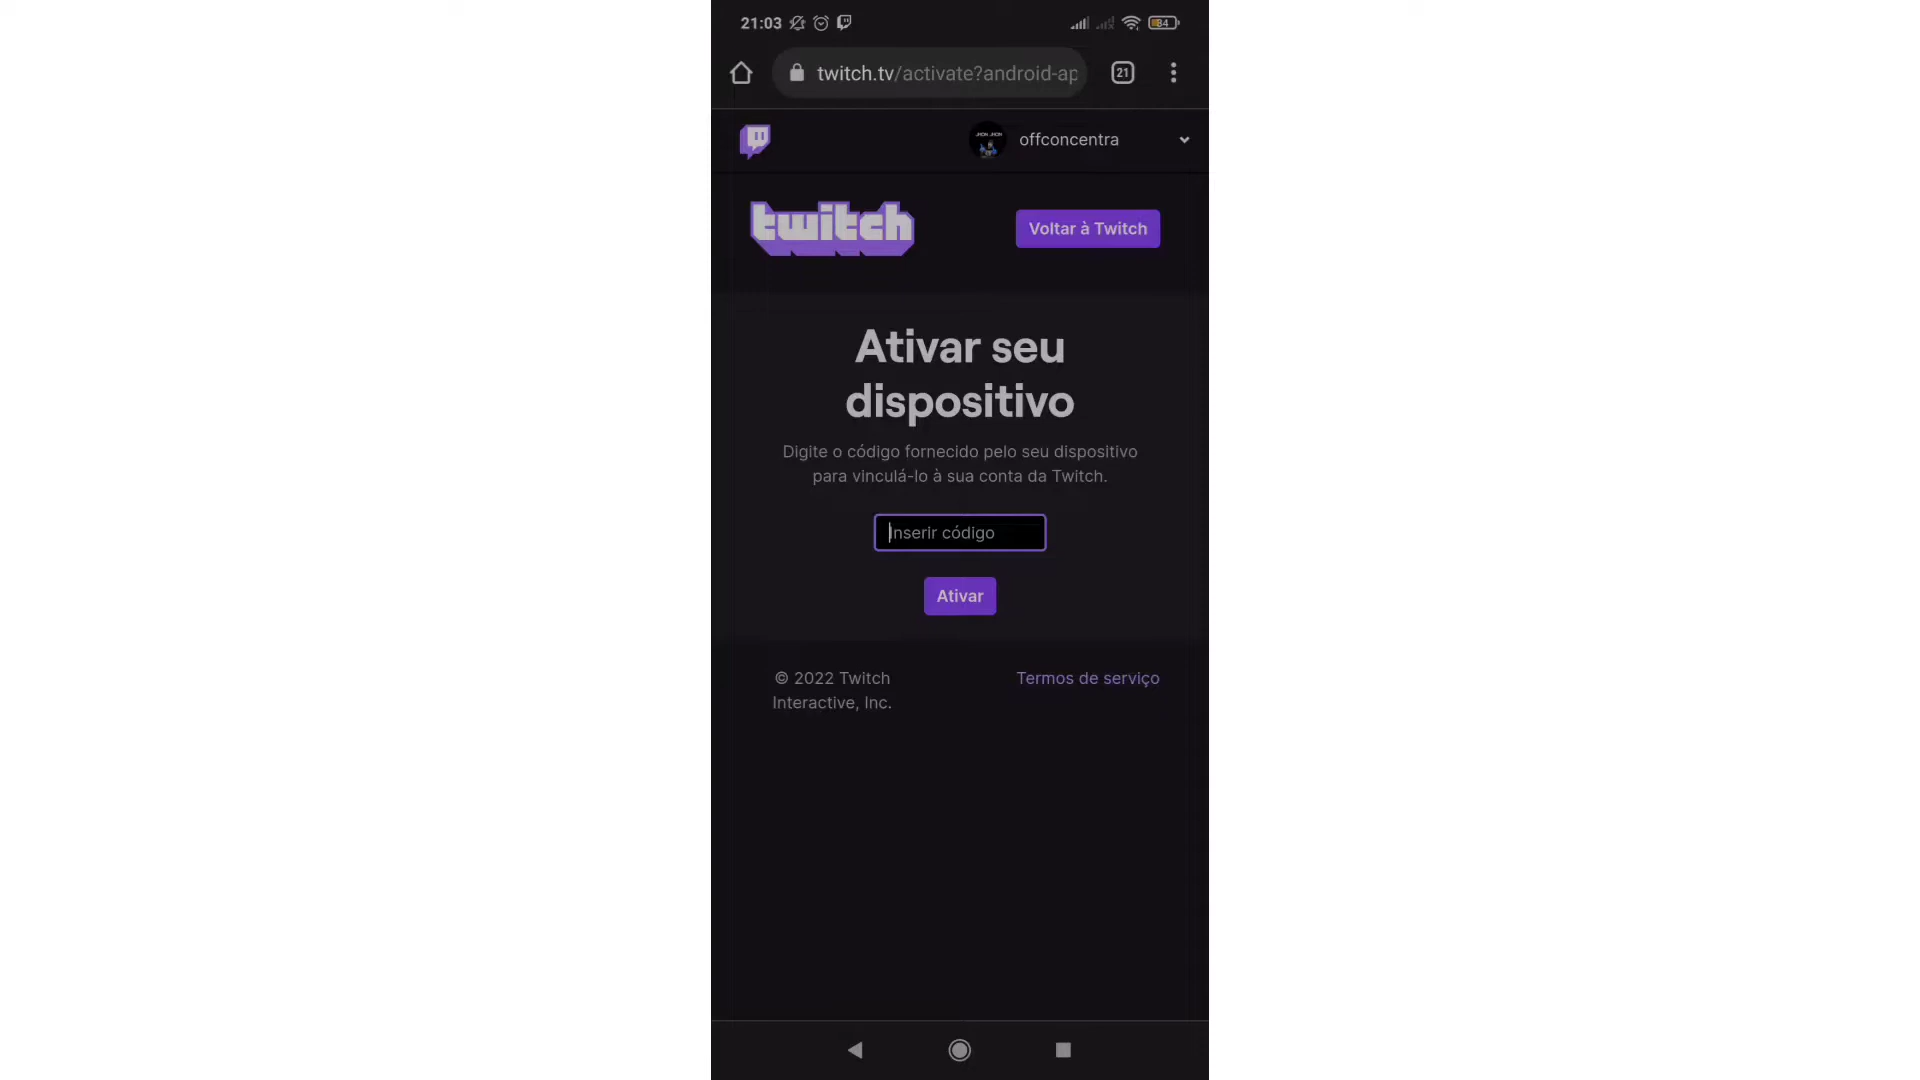 21:03
84
twitch.tv/activate?android-ap
21
offconcentra
twitch
Voltar à Twitch
Ativar seu
dispositivo
Digite o código fornecido pelo seu dispositivo
para vinculá-lo à sua conta da Twitch.
Inserir código
Ativar
© 2022 Twitch
Interactive, Inc.
Termos de serviço